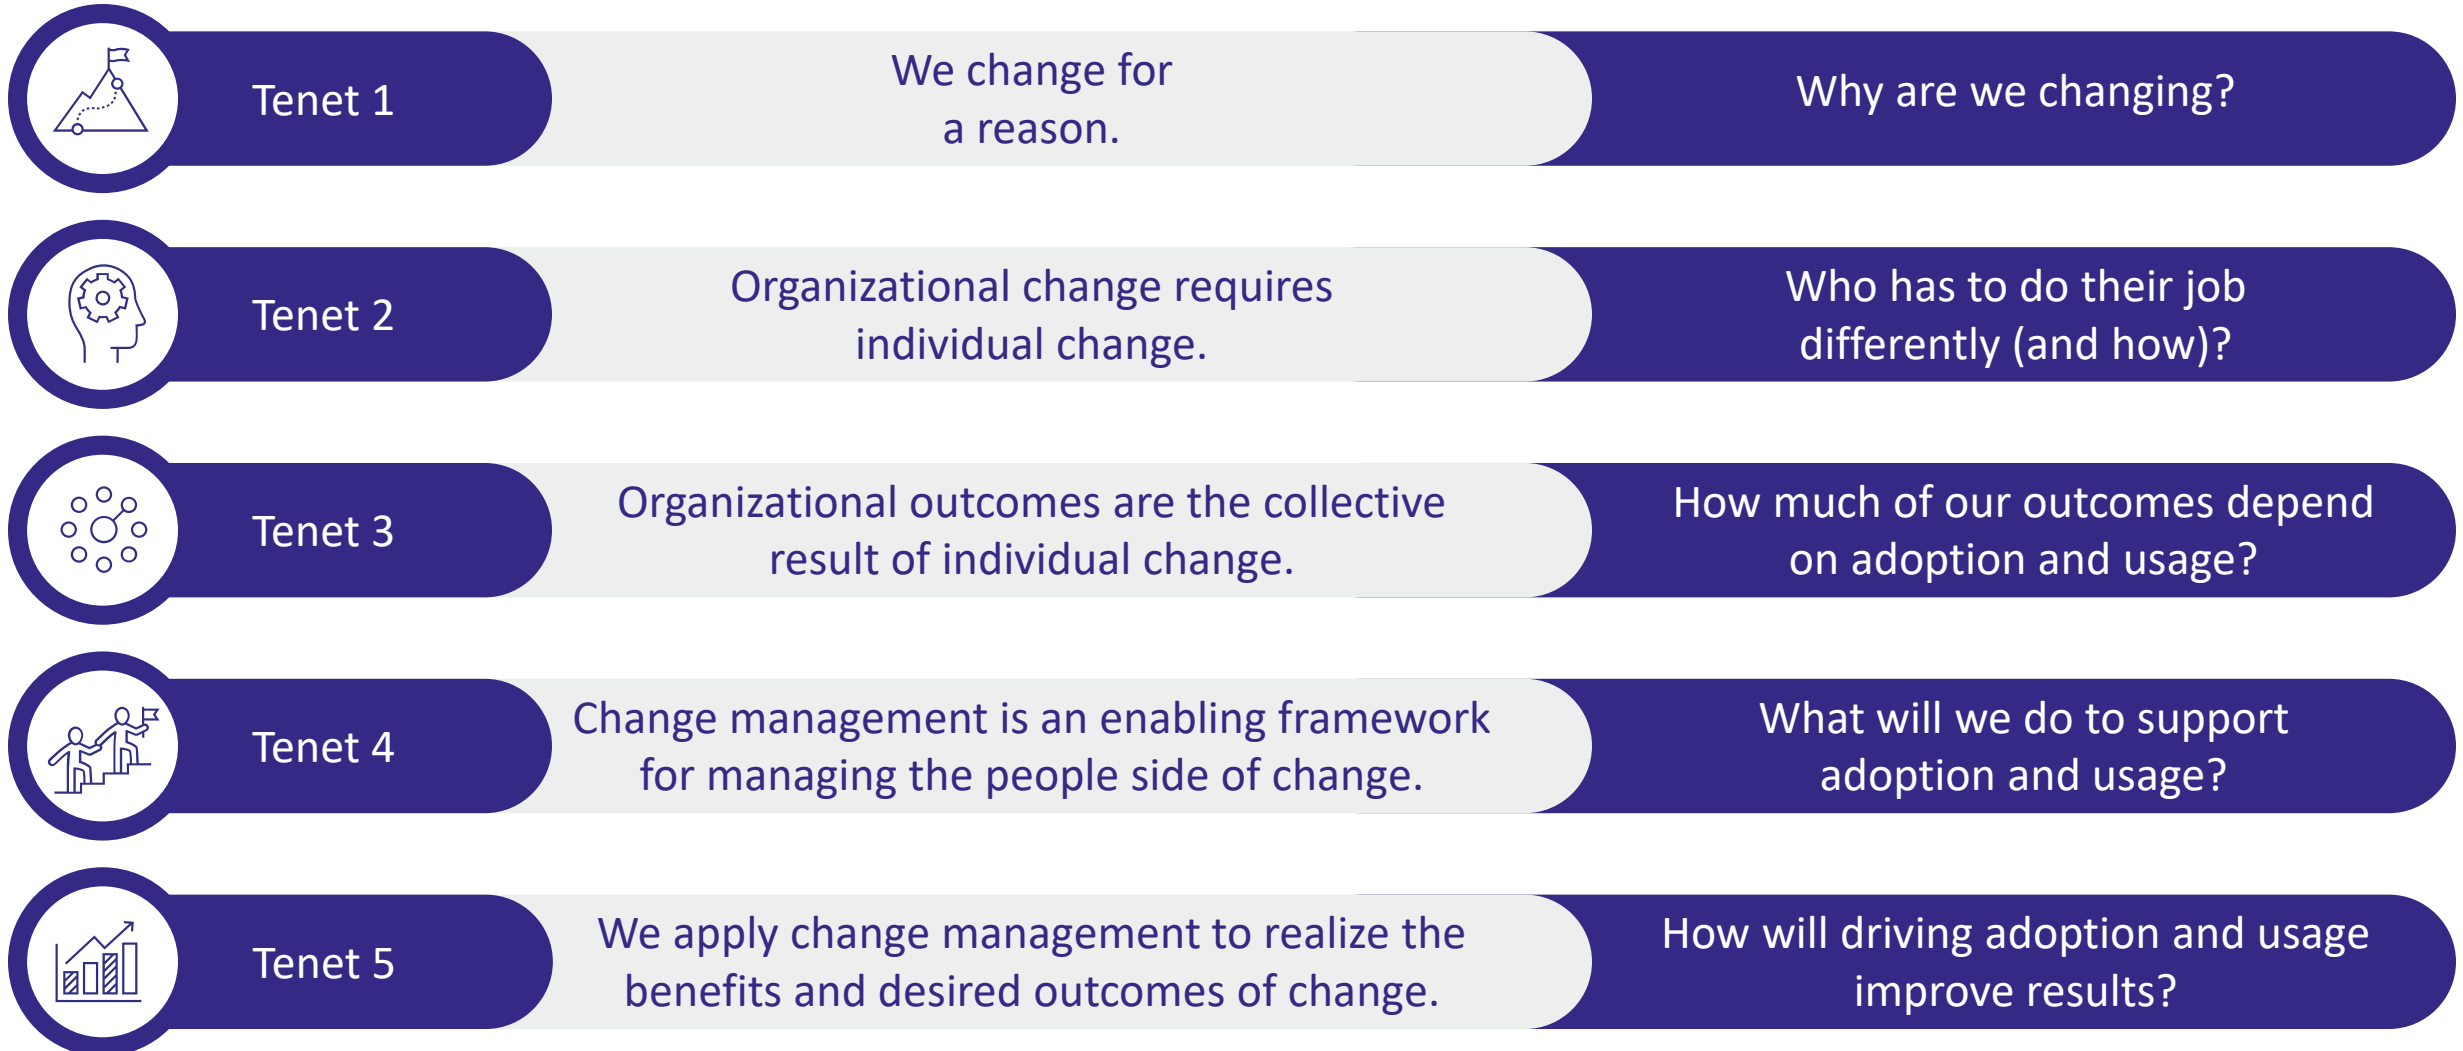 Tenet 1
We change for
a reason.
Why are we changing?
Tenet 2
Organizational change requires
individual change.
Who has to do their job
differently (and how)?
Tenet 3
Organizational outcomes are the collective
result of individual change.
How much of our outcomes depend
on adoption and usage?
Tenet 4
Change management is an enabling framework
for managing the people side of change.
What will we do to support
adoption and usage?
Tenet 5
We apply change management to realize the
benefits and desired outcomes of change.
How will driving adoption and usage
improve results?